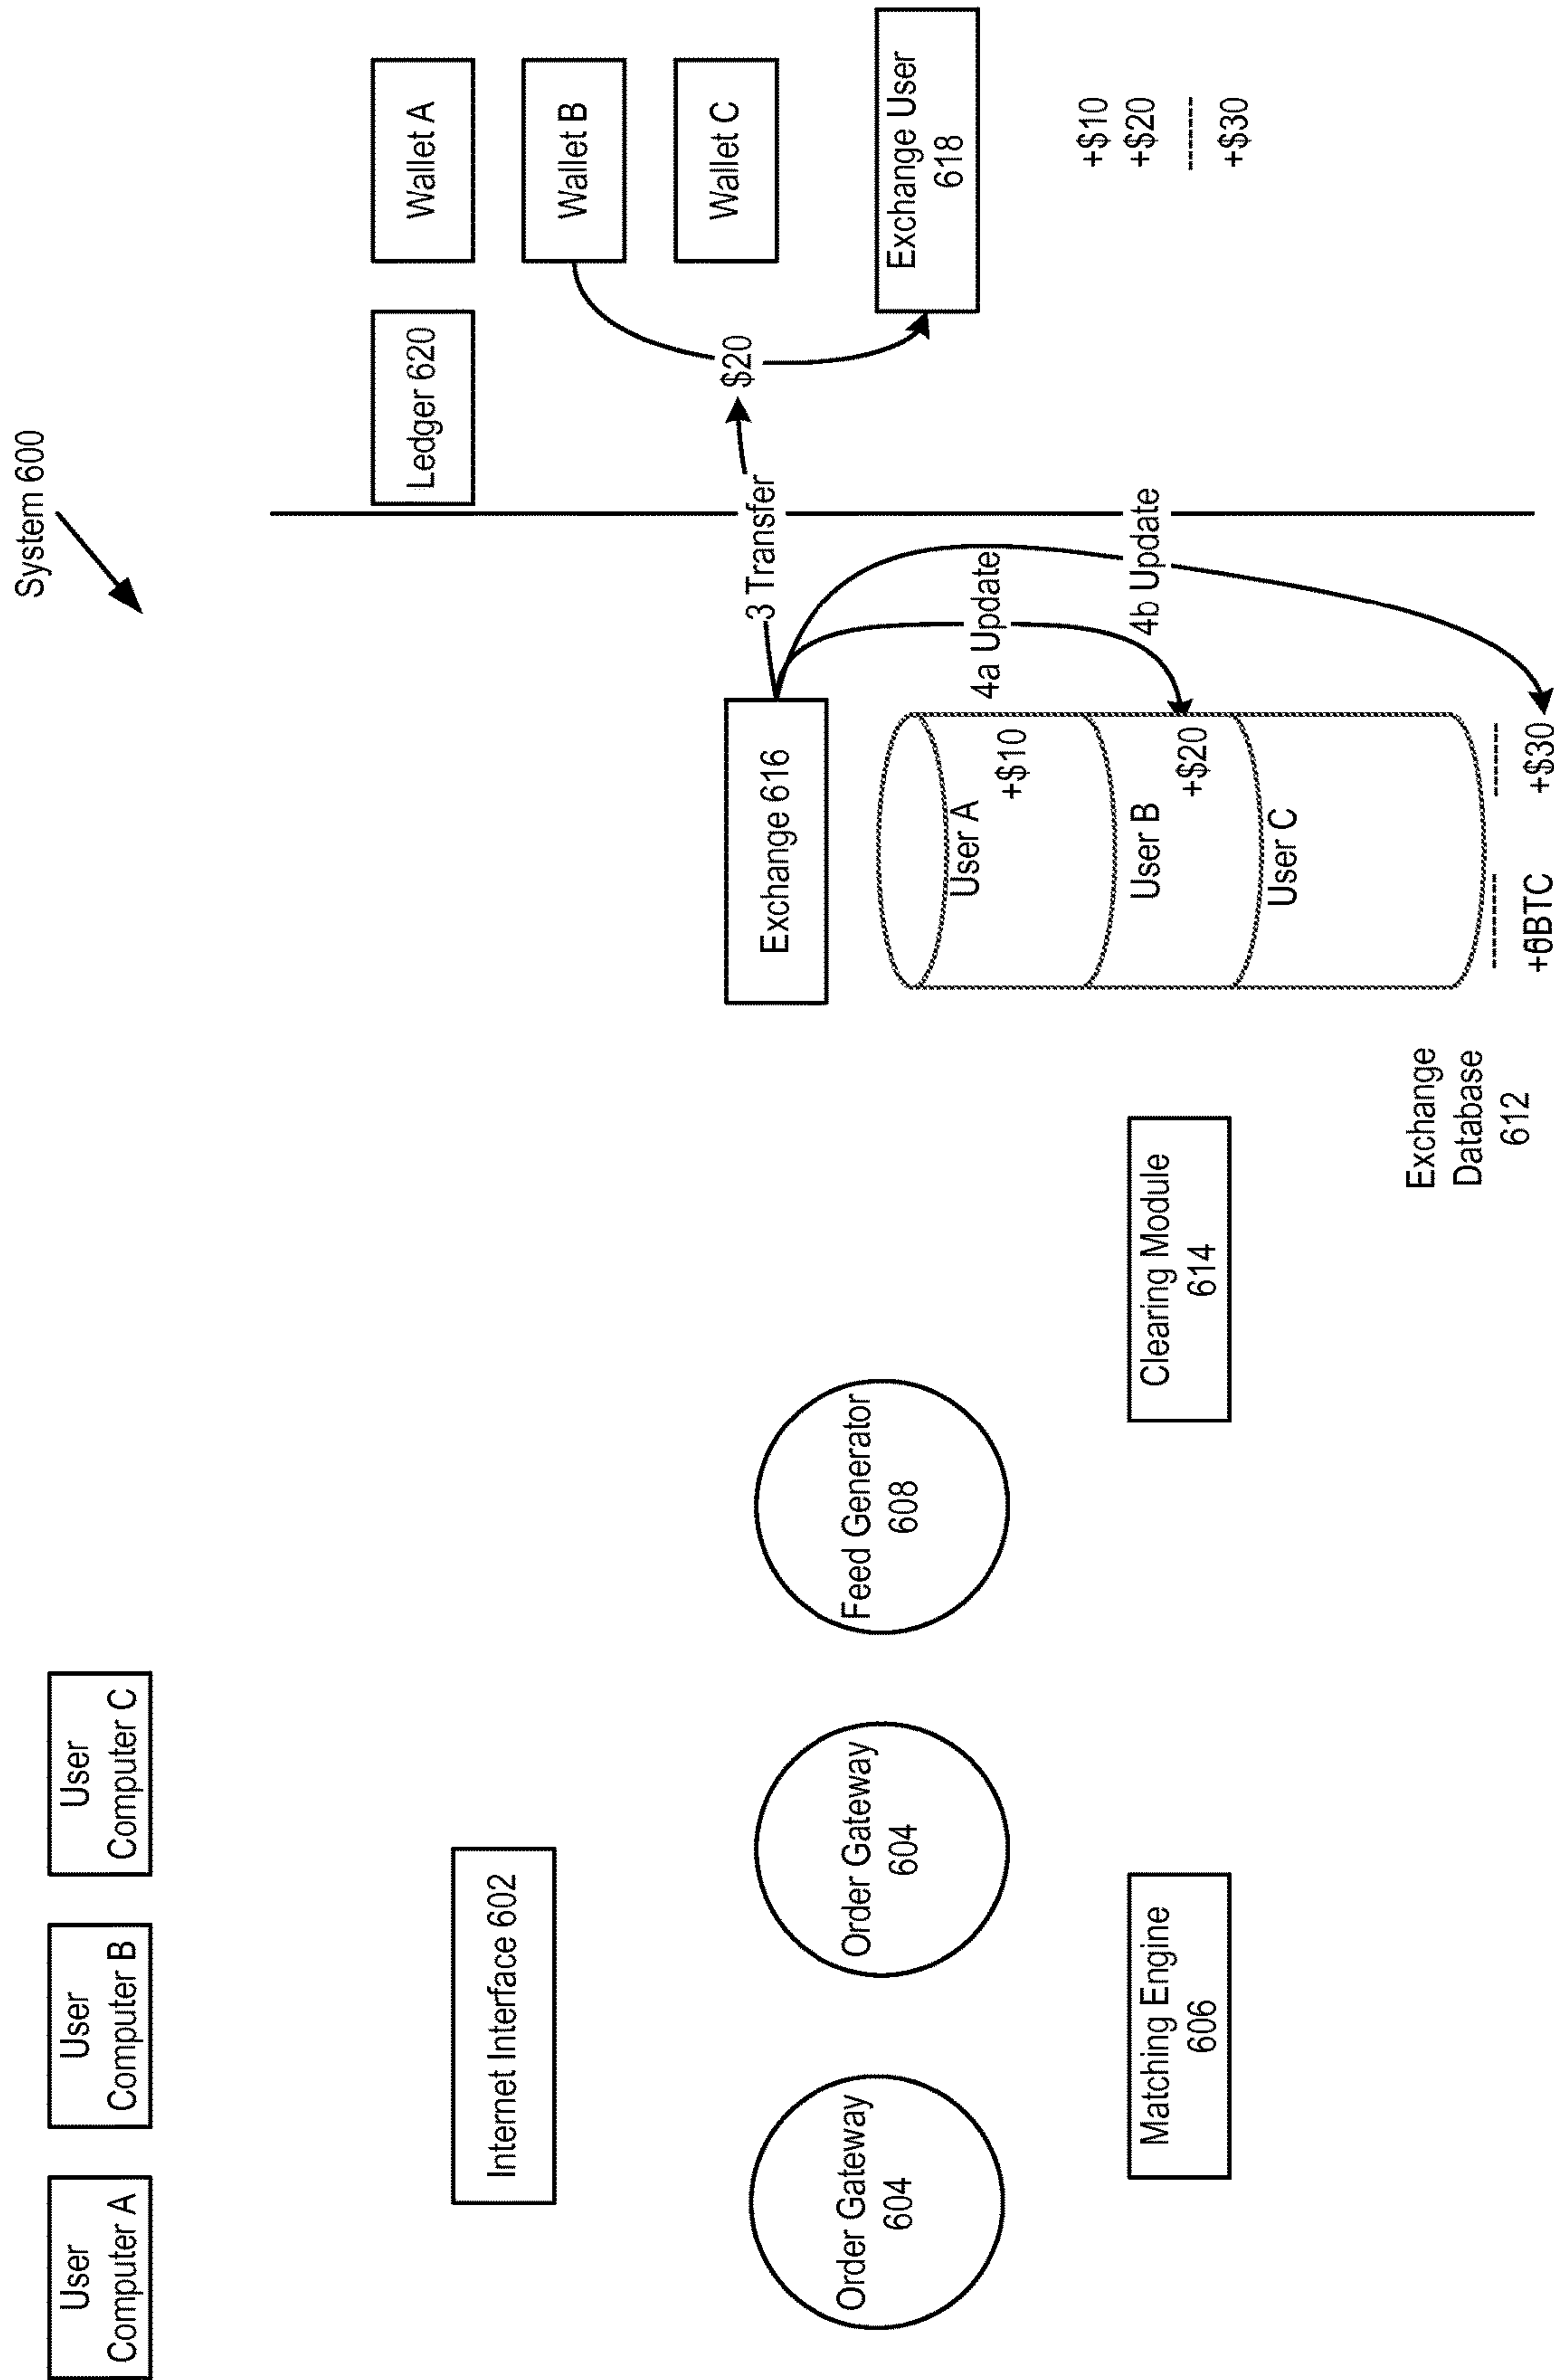 System 600
User
Computer A
User
Computer B
User
Computer C
Internet Interface 602
Ledger 620
Wallet A
Wallet B
Wallet C
Order Gateway
604
Order Gateway
604
Feed Generator
608
Exchange 616
3 Transfer
$20
Exchange User
618
User A
+$10
4a Update
User B
+$20
4b Update
User C
+$10
+$20
------
+$30
Matching Engine
606
Clearing Module
614
Exchange
Database
612
+6BTC
+$30